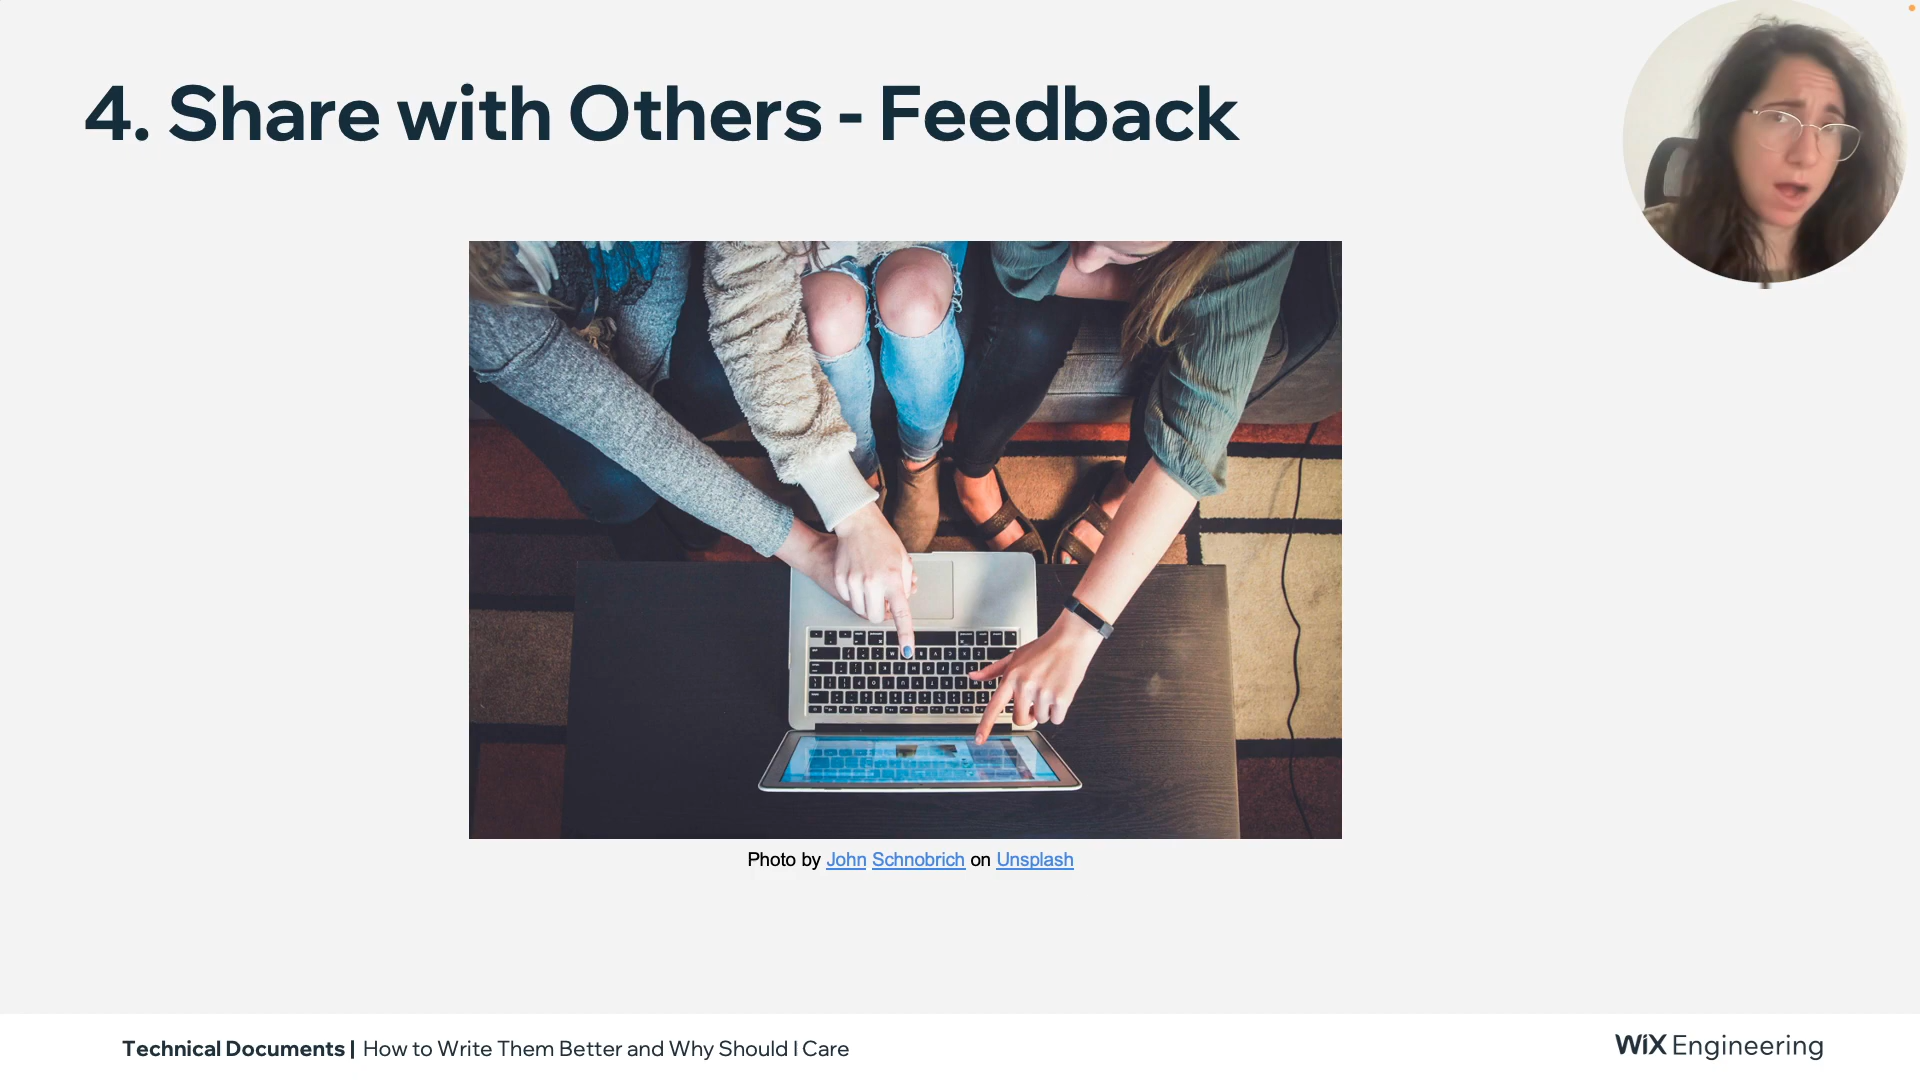 4. Share with Others - Feedback
Photo by John Schnobrich on Unsplash
Technical Documents | How to Write Them Better and Why Should I Care
WiX Engineering